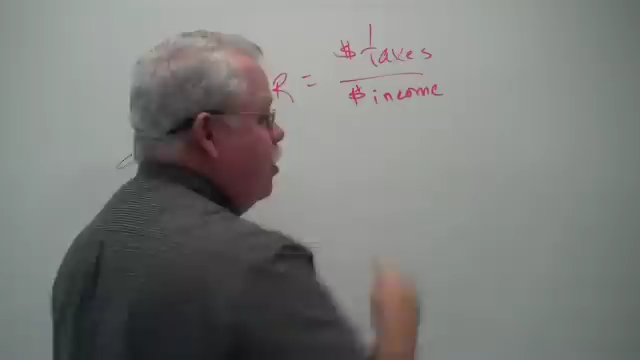 R = $ taxes
$ income